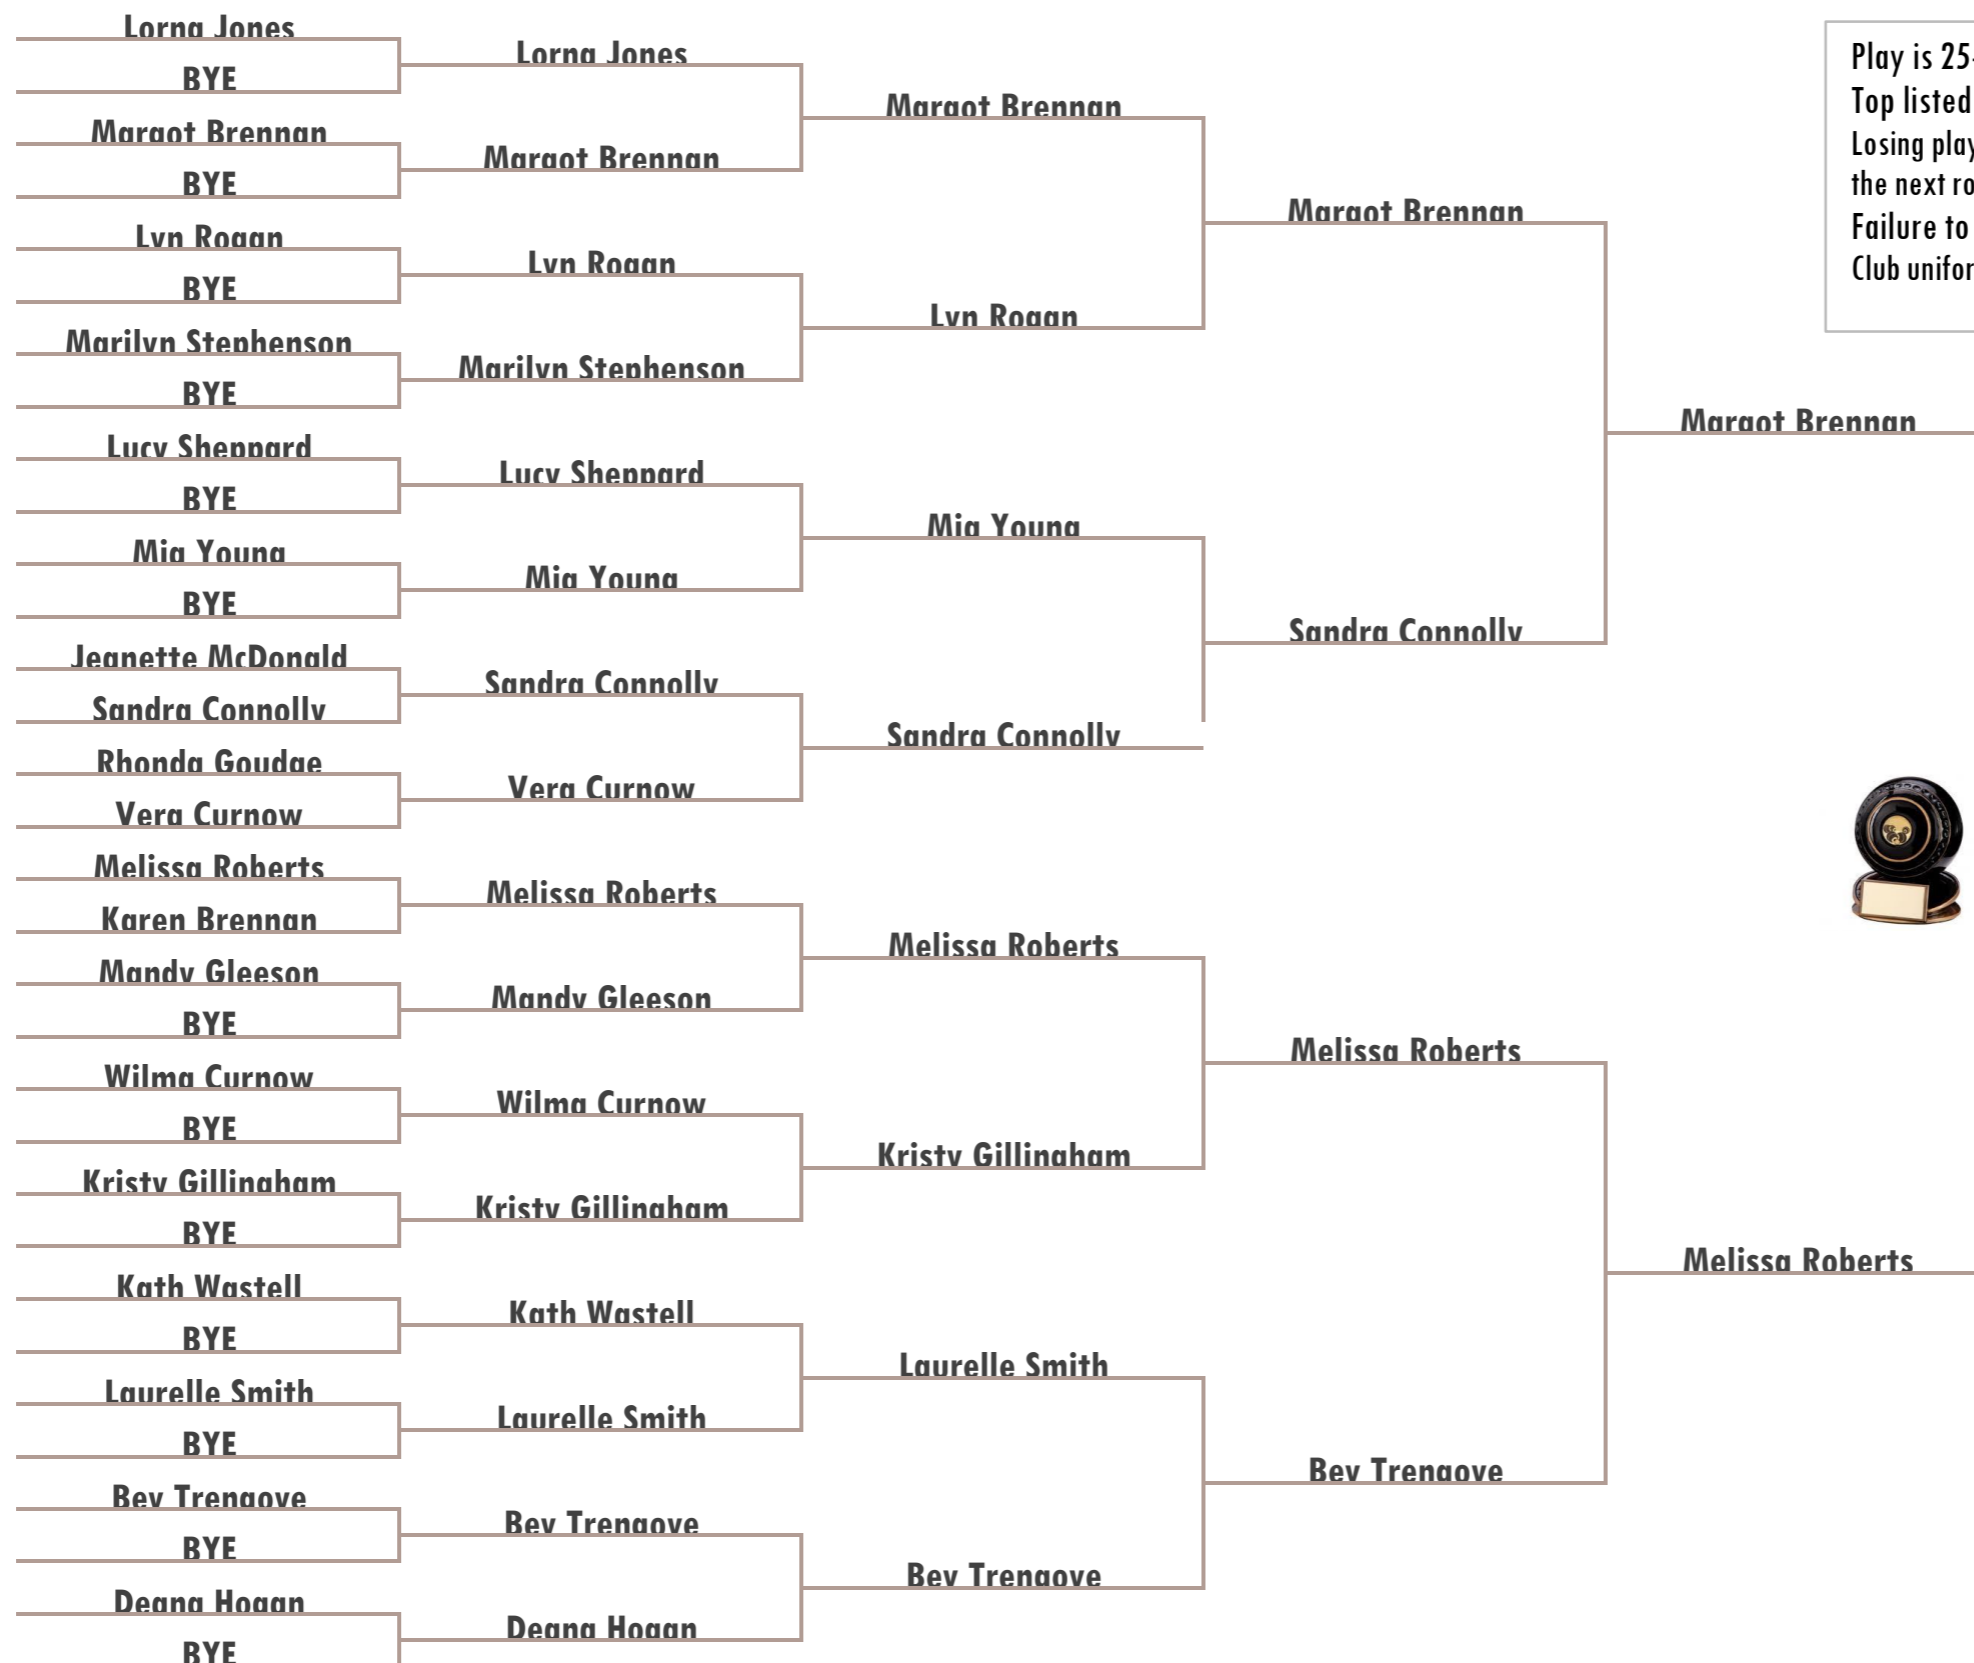 Lorna Jones
BYE
Margot Brennan
BYE
Lyn Rogan
BYE
Marilyn Stephenson
BYE
Lucy Sheppard
BYE
Mia Young
BYE
Jeanette McDonald
Sandra Connolly
Rhonda Goudge
Vera Curnow
Melissa Roberts
Karen Brennan
Mandy Gleeson
BYE
Wilma Curnow
BYE
Kristy Gillingham
BYE
Kath Wastell
BYE
Laurelle Smith
BYE
Bev Trengove
BYE
Deana Hogan
BYE
Lorna Jones
Margot Brennan
Lyn Rogan
Marilyn Stephenson
Lucy Sheppard
Mia Young
Sandra Connolly
Vera Curnow
Melissa Roberts
Mandy Gleeson
Wilma Curnow
Kristy Gillingham
Kath Wastell
Laurelle Smith
Bev Trengove
Deana Hogan
Margot Brennan
Lyn Rogan
Mia Young
Sandra Connolly
Melissa Roberts
Kristy Gillingham
Laurelle Smith
Bev Trengove
Margot Brennan
Sandra Connolly
Melissa Roberts
Bev Trengove
Margot Brennan
Melissa Roberts
Play is 25
Top listed
Losing play
the next ro
Failure to
Club unifor